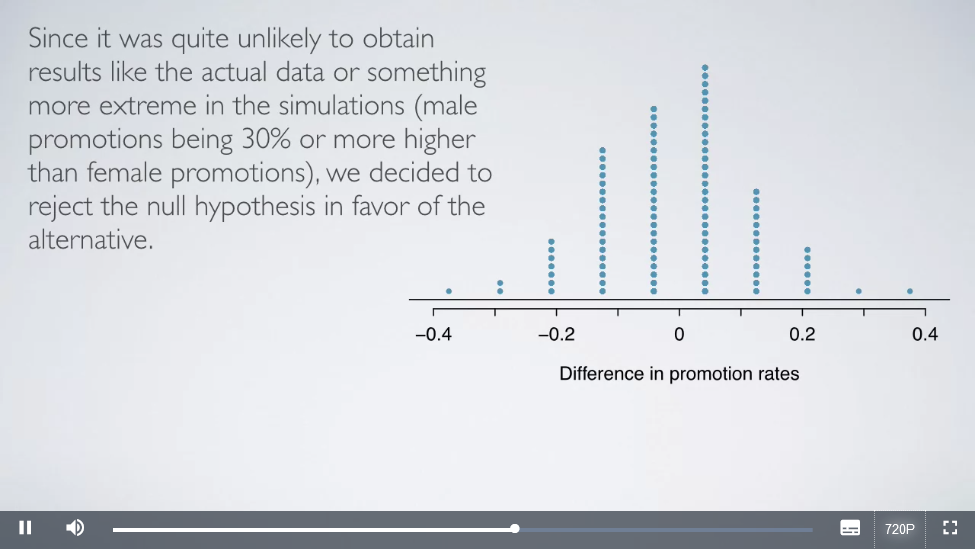 Since it was quite unlikely to obtain
results like the actual data or something
more extreme in the simulations (male
promotions being 30% or more higher
than female promotions), we decided to
reject the null hypothesis in favor of the
alternative.
−0.4 −0.2 0 0.2 0.4
Difference in promotion rates
720P